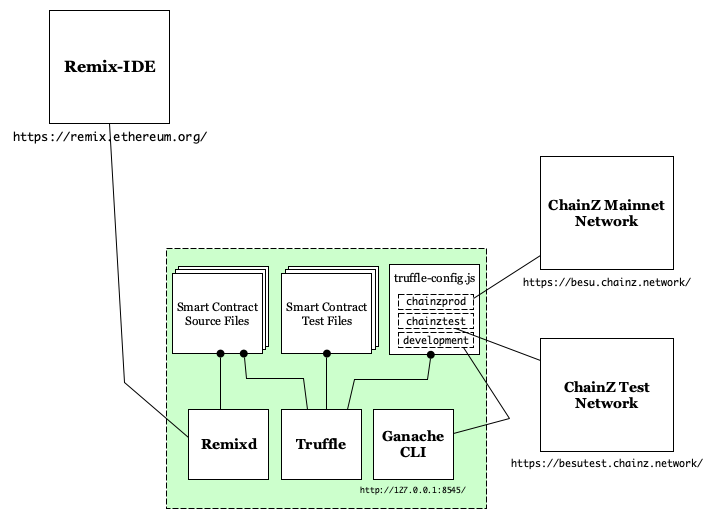 Remix-IDE
https://remix.ethereum.org/
ChainZ Mainnet
Network
https://besu.chainz.network/
Smart Contract
Source Files
Smart Contract
Test Files
truffle-config.js
chainzprod
chainztest
development
ChainZ Test
Network
https://besutest.chainz.network/
Remixd
Truffle
Ganache
CLI
http://127.0.0.1:8545/